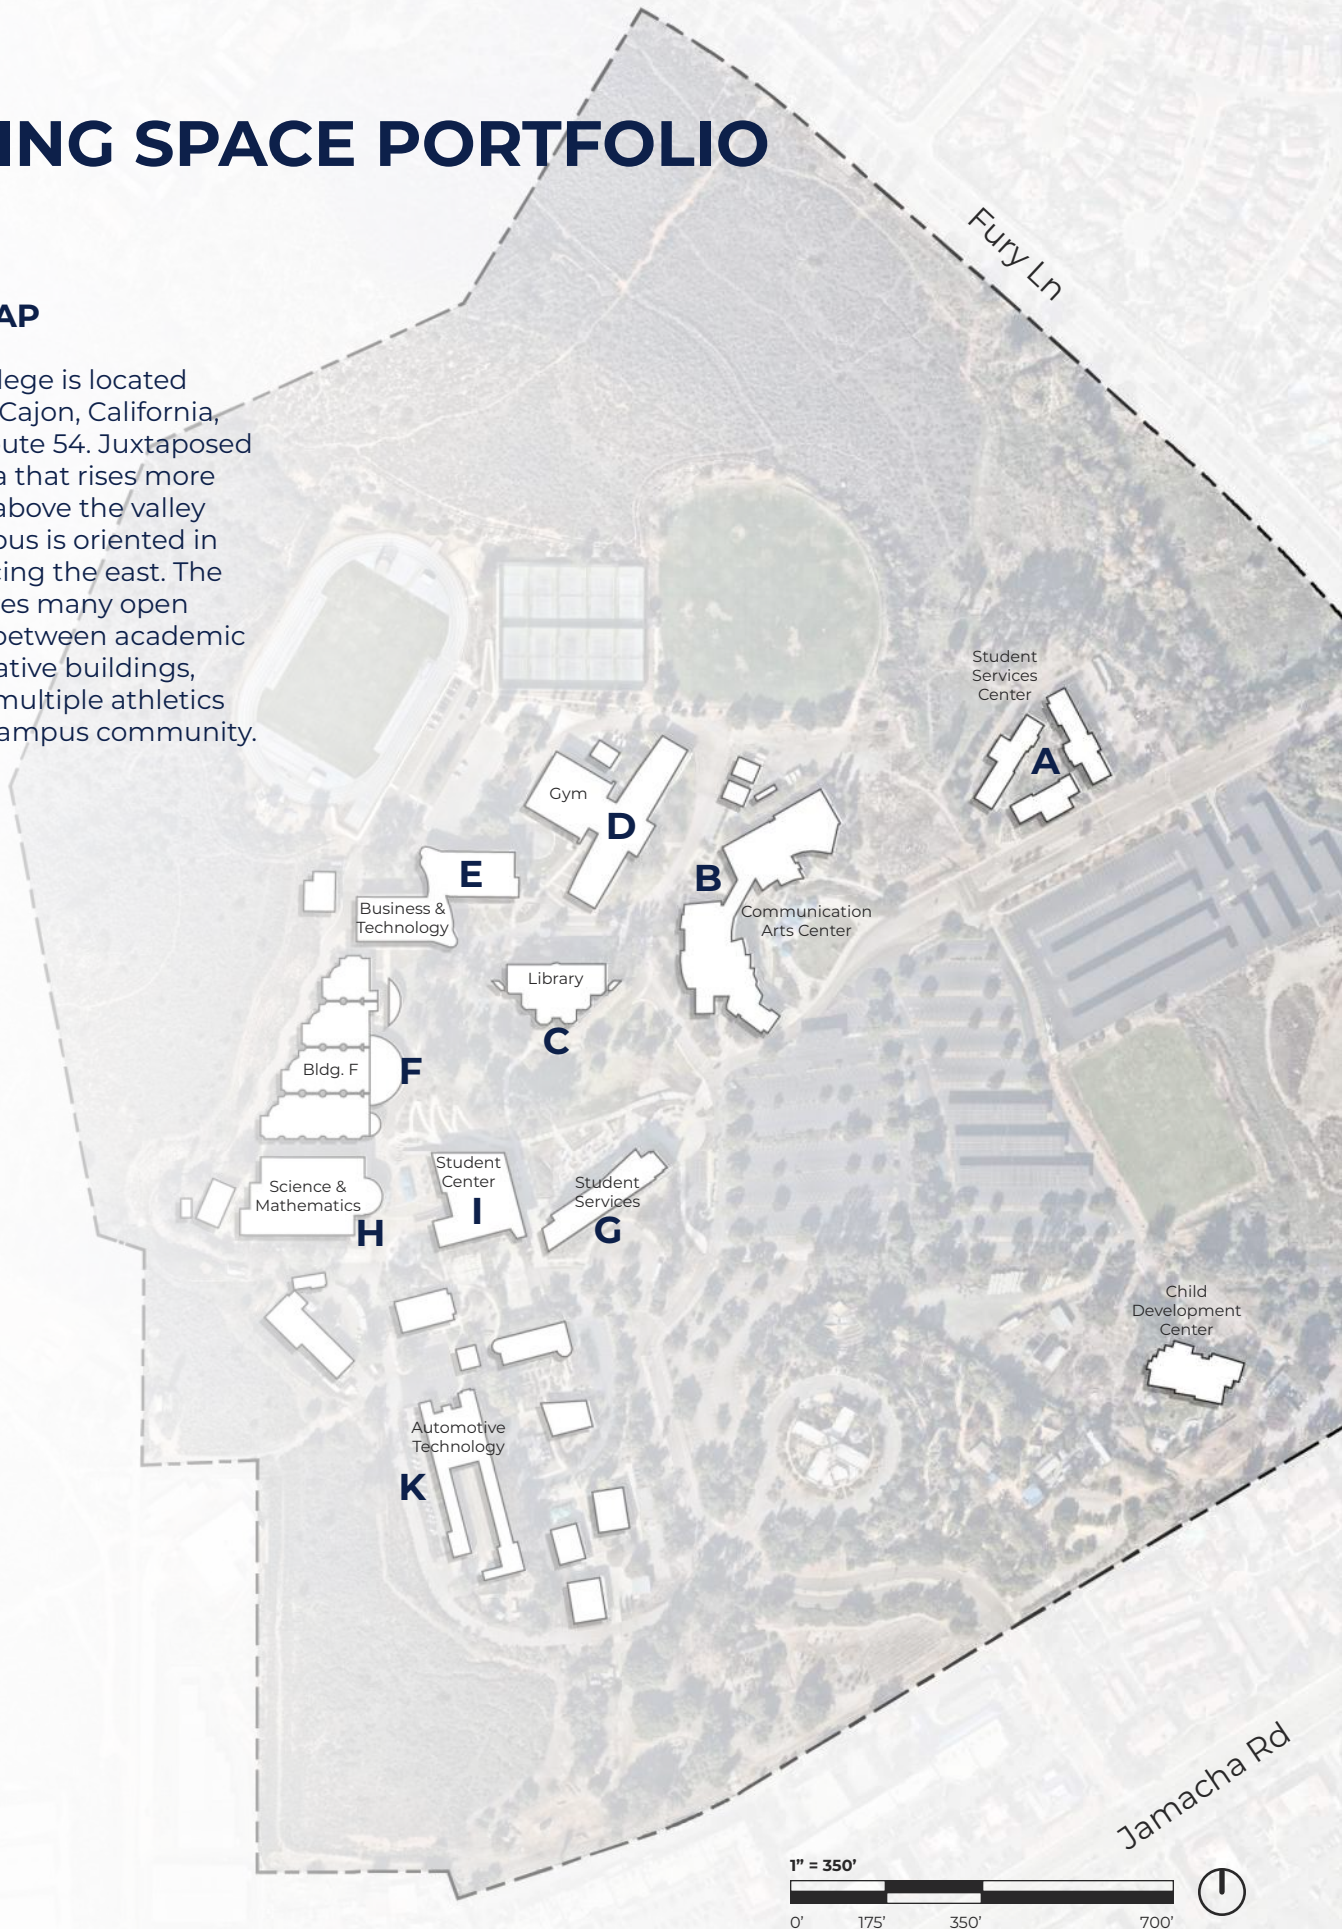 ING SPACE PORTFOLIO
AP
lege is located
Cajon, California,
ute 54. Juxtaposed
a that rises more
above the valley
ous is oriented in
cing the east. The
es many open
between academic
ative buildings,
multiple athletics
ampus community.
Fury Ln
Student
Services
Center
A
Gym
D
B
Communication
Arts Center
E
Business &
Technology
Library
C
Bldg. F
F
Student
Center
I
Student
Services
G
Science &
Mathematics
H
Child
Development
Center
Automotive
Technology
K
Jamacha Rd
1” = 350’
0’ 175’ 350’ 700’